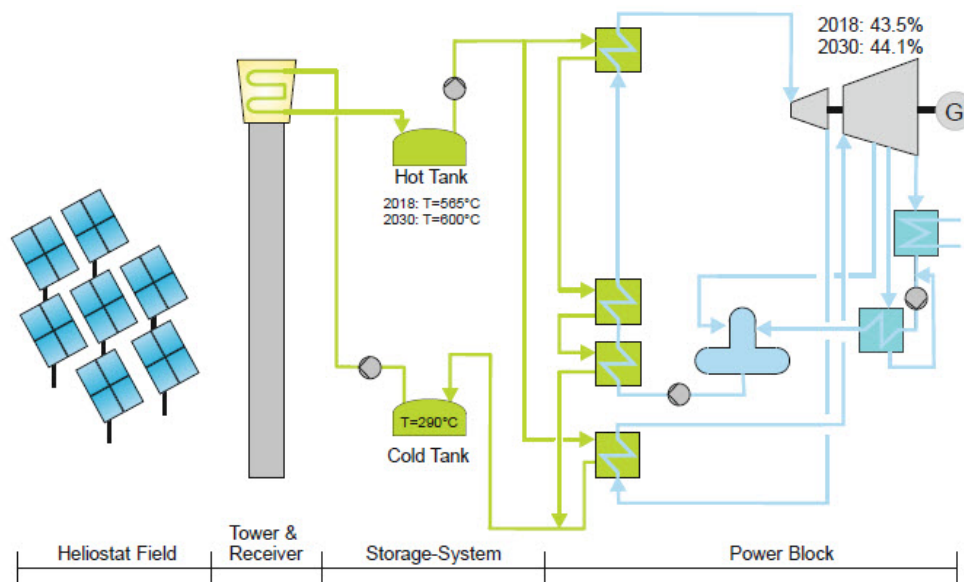 2018: 43.5%
2030: 44.1%
G
Hot Tank
2018: T=565°C
2030: T=600°C
T=290°C
Cold Tank
Heliostat Field
Tower &
Receiver
Storage-System
Power Block